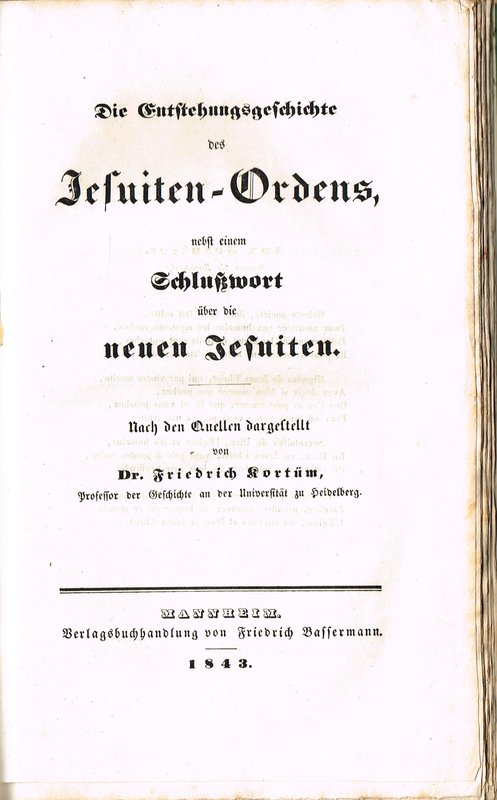 Die Entstehungsgeschichte
des
Jesuiten-Ordens,
nebst einem
Schlußwort
über die
neuen Jesuiten.
Nach den Quellen dargestellt
von
Dr. Friedrich Kortüm,
Professor der Geschichte an der Universität zu Heidelberg.
MANNHEIM.
Verlagsbuchhandlung von Friedrich Bassermann.
1843.